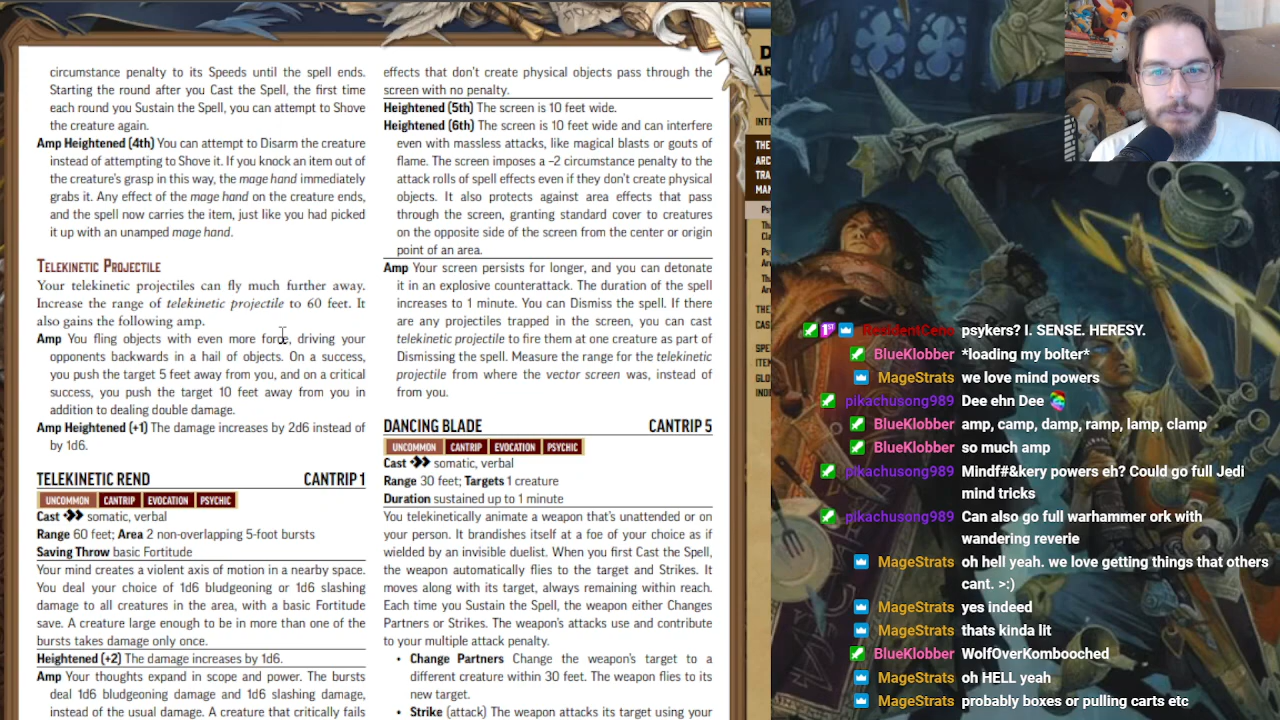 circumstance penalty to its Speeds until the spell ends.
Starting the round after you Cast the Spell, the first time
each round you Sustain the Spell, you can attempt to Shove
the creature again.
Amp Heightened (4th) You can attempt to Disarm the creature
instead of attempting to Shove it. If you knock an item out of
the creature's grasp in this way, the mage hand immediately
grabs it. Any effect of the mage hand on the creature ends,
and the spell now carries the item, just like you had picked
it up with an unamped mage hand.
TELEKINETIC PROJECTILE
Your telekinetic projectiles can fly much further away.
Increase the range of telekinetic projectile to 60 feet. It
also gains the following amp.
Amp You fling objects with even more force, driving your
opponents backwards in a hail of objects. On a success,
you push the target 5 feet away from you, and on a critical
success, you push the target 10 feet away from you in
addition to dealing double damage.
Amp Heightened (+1) The damage increases by 2d6 instead of
by 1d6.
TELEKINETIC REND CANTRIP 1
UNCOMMON CANTRIP EVOCATION PSYCHIC
Cast somatic, verbal
Range 60 feet; Area 2 non-overlapping 5-foot bursts
Saving Throw basic Fortitude
Your mind creates a violent axis of motion in a nearby space.
You deal your choice of 1d6 bludgeoning or 1d6 slashing
damage to all creatures in the area, with a basic Fortitude
save. A creature large enough to be in more than one of the
bursts takes damage only once.
Heightened (+2) The damage increases by 1d6.
Amp Your thoughts expand in scope and power. The bursts
deal 1d6 bludgeoning damage and 1d6 slashing damage,
instead of the usual damage. A creature that critically fails
effects that don't create physical objects pass through the
screen with no penalty.
Heightened (5th) The screen is 10 feet wide.
Heightened (6th) The screen is 10 feet wide and can interfere
even with massless attacks, like magical blasts or gouts of
flame. The screen imposes a –2 circumstance penalty to the
attack rolls of spell effects even if they don't create physical
objects. It also protects against area effects that pass
through the screen, granting standard cover to creatures
on the opposite side of the screen from the center or origin
point of an area.
Amp Your screen persists for longer, and you can detonate
it in an explosive counterattack. The duration of the spell
increases to 1 minute. You can Dismiss the spell. If there
are any projectiles trapped in the screen, you can cast
telekinetic projectile to fire them at one creature as part of
Dismissing the spell. Measure the range for the telekinetic
projectile from where the vector screen was, instead of
from you.
DANCING BLADE CANTRIP 5
UNCOMMON CANTRIP EVOCATION PSYCHIC
Cast somatic, verbal
Range 30 feet; Targets 1 creature
Duration sustained up to 1 minute
You telekinetically animate a weapon that's unattended or on
your person. It brandishes itself at a foe of your choice as if
wielded by an invisible duelist. When you first Cast the Spell,
the weapon automatically flies to the target and Strikes. It
moves along with its target, always remaining within reach.
Each time you Sustain the Spell, the weapon either Changes
Partners or Strikes. The weapon's attacks use and contribute
to your multiple attack penalty.
• Change Partners Change the weapon's target to a
different creature within 30 feet. The weapon flies to its
new target.
• Strike (attack) The weapon attacks its target using your
1st psykers? I. SENSE. HERESY.
BlueKlobber *loading my bolter*
MageStrats we love mind powers
pikachusong989 Dee ehn Dee
BlueKlobber amp, camp, damp, ramp, lamp, clamp
BlueKlobber so much amp
pikachusong989 Mindf#&kery powers eh? Could go full Jedi
mind tricks
pikachusong989 Can also go full warhammer ork with
wandering reverie
MageStrats oh hell yeah. we love getting things that others
cant. >:)
MageStrats yes indeed
MageStrats thats kinda lit
BlueKlobber WolfOverKombooched
MageStrats oh HELL yeah
MageStrats probably boxes or pulling carts etc